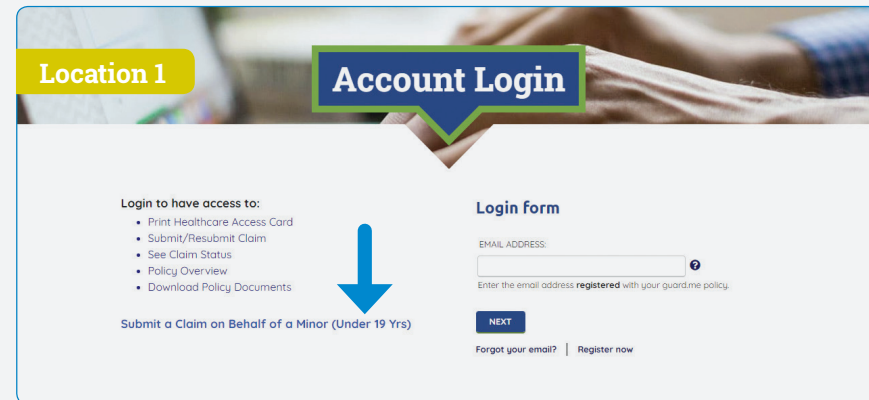 Location 1
Account Login
Login to have access to:
• Print Healthcare Access Card
• Submit/Resubmit Claim
• See Claim Status
• Policy Overview
• Download Policy Documents
Submit a Claim on Behalf of a Minor (Under 19 Yrs)
Login form
EMAIL ADDRESS:
?
Enter the email address registered with your guard.me policy.
NEXT
Forgot your email? | Register now